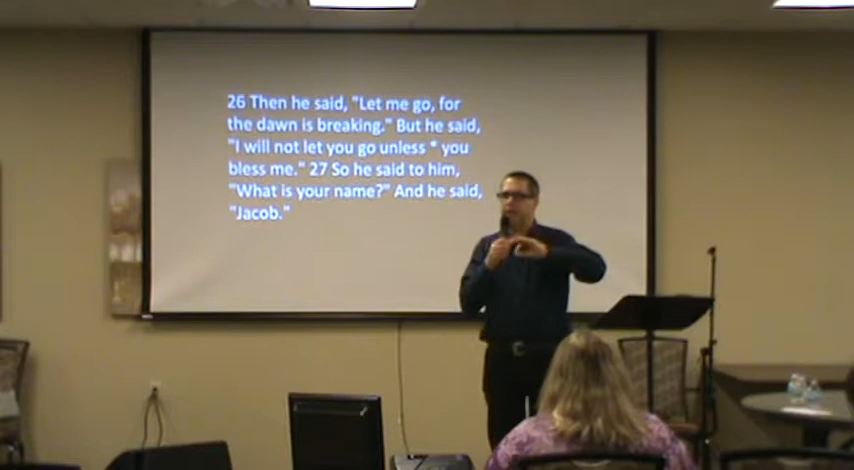 26 Then he said, "Let me go, for
the dawn is breaking." But he said,
"I will not let you go unless * you
bless me." 27 So he said to him,
"What is your name?" And he said,
"Jacob."